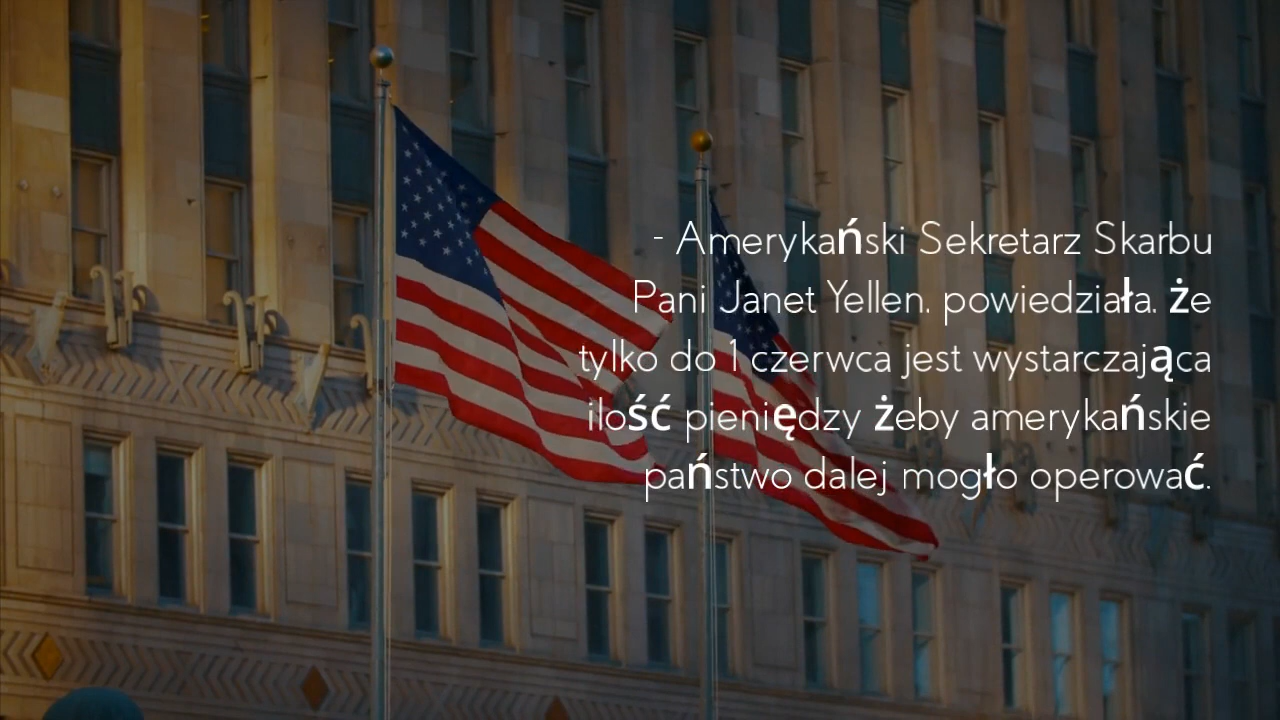 - Amerykański Sekretarz Skarbu
Pani Janet Yellen. powiedziała. że
tylko do 1 czerwca jest wystarczająca
ilość pieniędzy żeby amerykańskie
państwo dalej mogło operować.